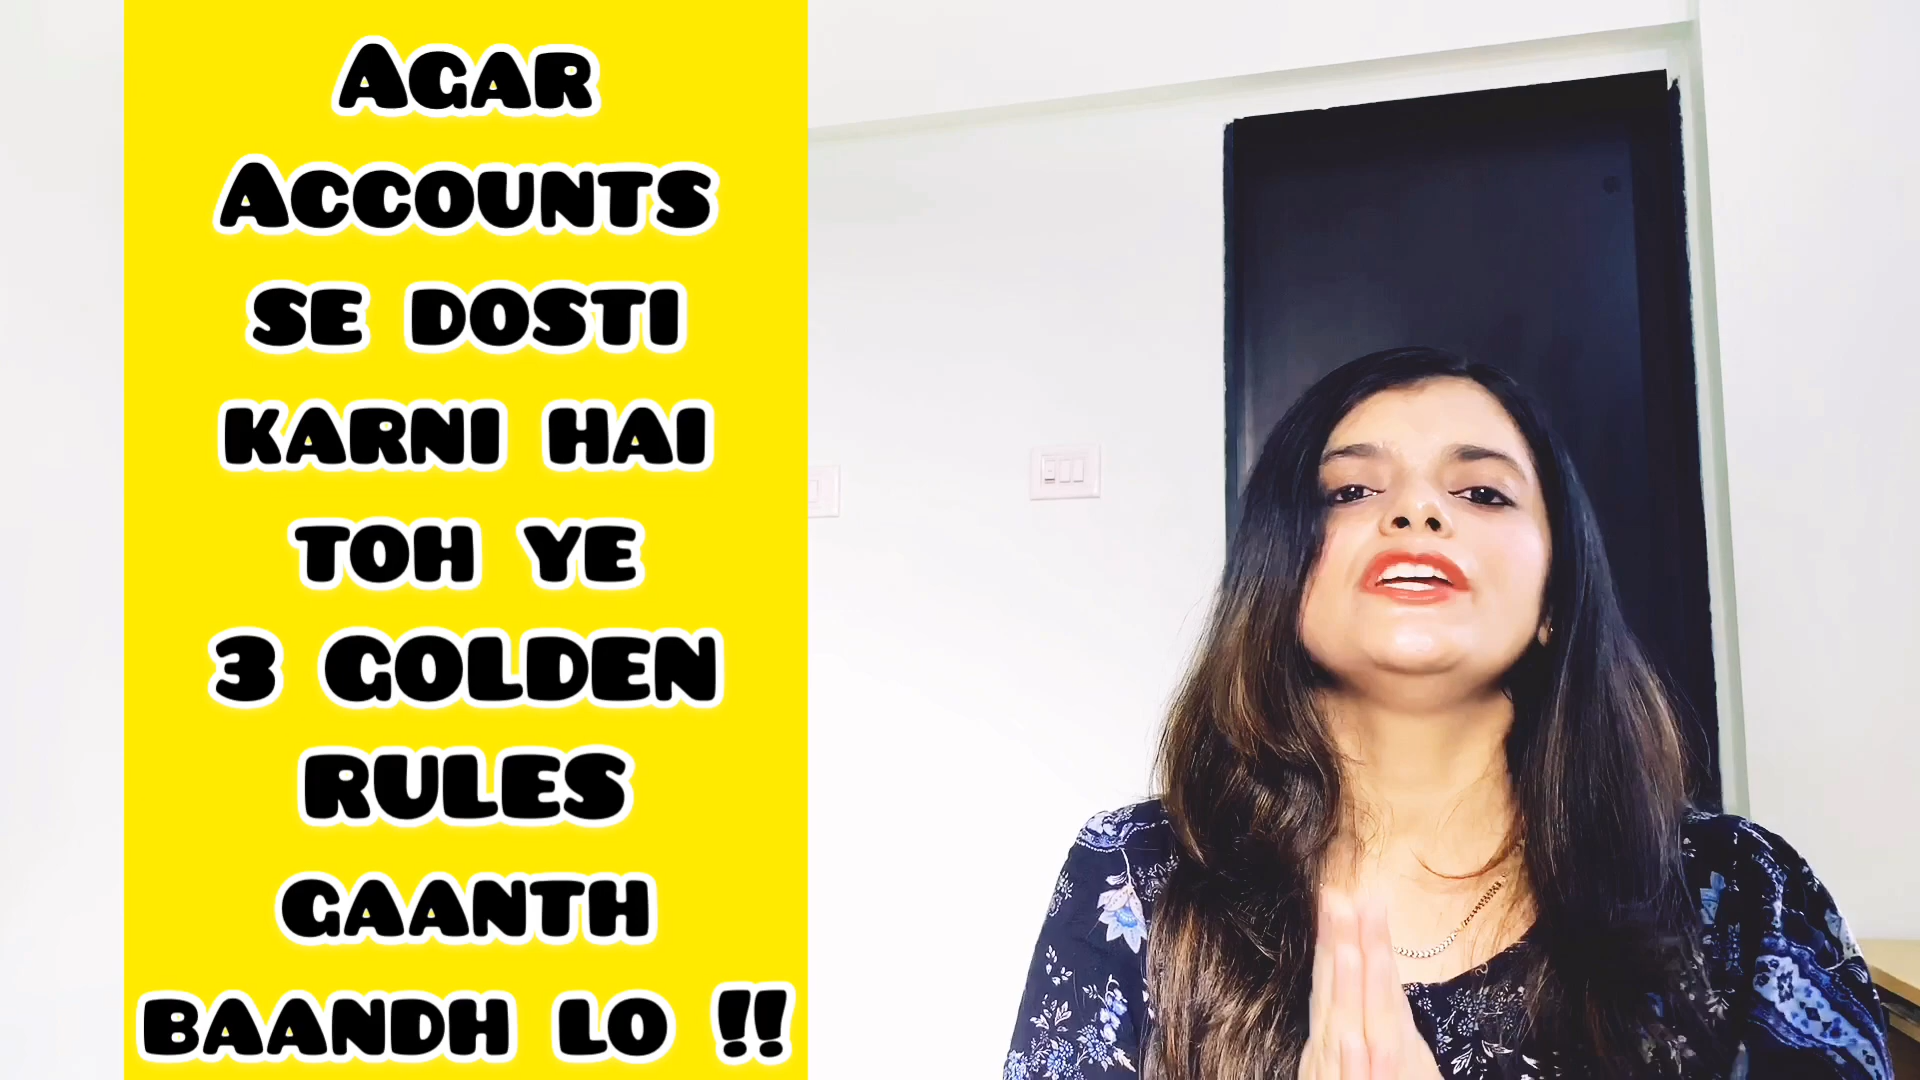 Agar
Accounts
se dosti
karni hai
toh ye
3 GOLDEN
RULES
gaanth
baandh lo !!